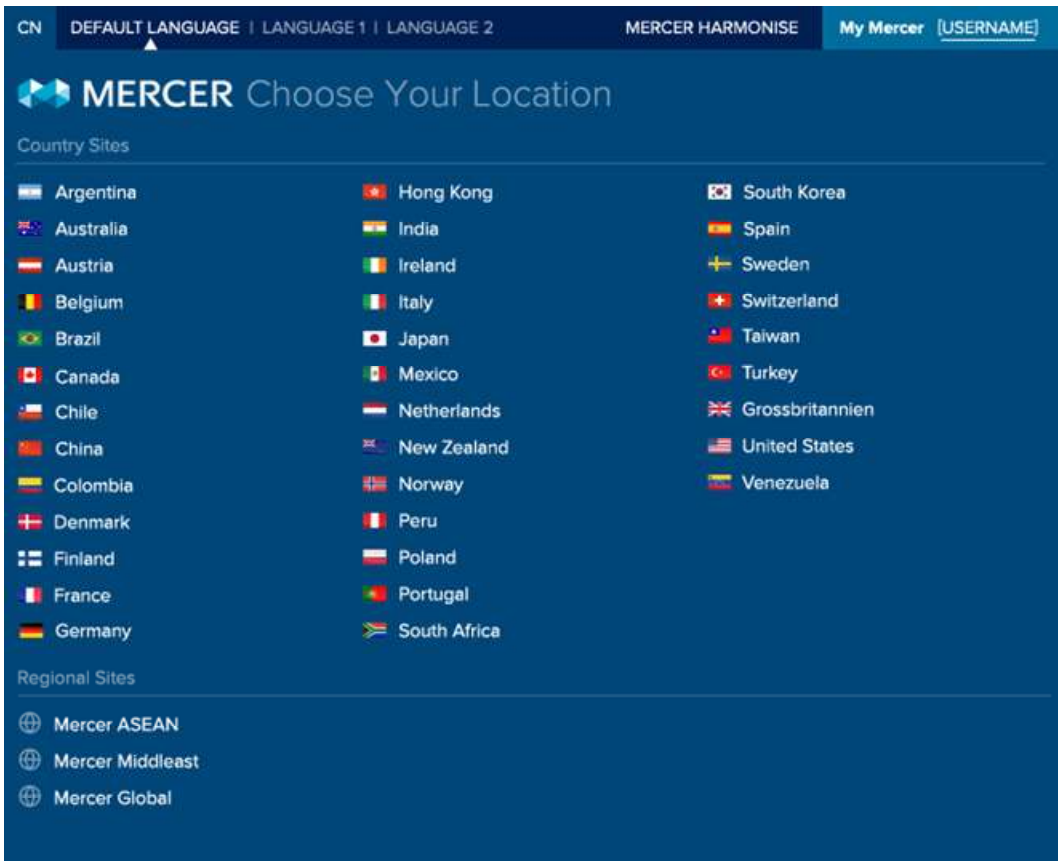 CN DEFAULT LANGUAGE | LANGUAGE 1 | LANGUAGE 2 MERCER HARMONISE My Mercer [USERNAME]
MERCER Choose Your Location
Country Sites
Argentina
Australia
Austria
Belgium
Brazil
Canada
Chile
China
Colombia
Denmark
Finland
France
Germany
Hong Kong
India
Ireland
Italy
Japan
Mexico
Netherlands
New Zealand
Norway
Peru
Poland
Portugal
South Africa
South Korea
Spain
Sweden
Switzerland
Taiwan
Turkey
Grossbritannien
United States
Venezuela
Regional Sites
Mercer ASEAN
Mercer Middleast
Mercer Global